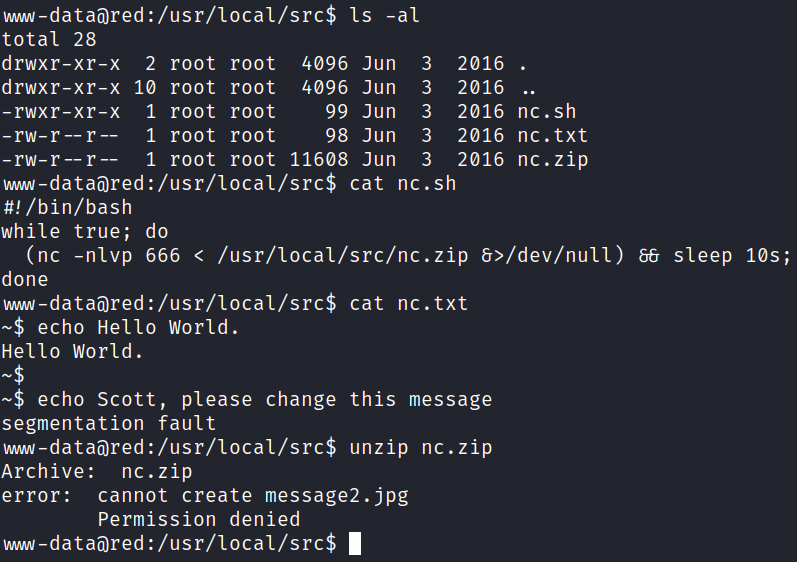 www-data@red:/usr/local/src$ ls -al
total 28
drwxr-xr-x  2 root root  4096 Jun  3  2016 .
drwxr-xr-x 10 root root  4096 Jun  3  2016 ..
-rwxr-xr-x  1 root root    99 Jun  3  2016 nc.sh
-rw-r--r--  1 root root    98 Jun  3  2016 nc.txt
-rw-r--r--  1 root root 11608 Jun  3  2016 nc.zip
www-data@red:/usr/local/src$ cat nc.sh
#!/bin/bash
while true; do
  (nc -nlvp 666 < /usr/local/src/nc.zip &>/dev/null) && sleep 10s;
done
www-data@red:/usr/local/src$ cat nc.txt
~$ echo Hello World.
Hello World.
~$
~$ echo Scott, please change this message
segmentation fault
www-data@red:/usr/local/src$ unzip nc.zip
Archive:  nc.zip
error:  cannot create message2.jpg
        Permission denied
www-data@red:/usr/local/src$